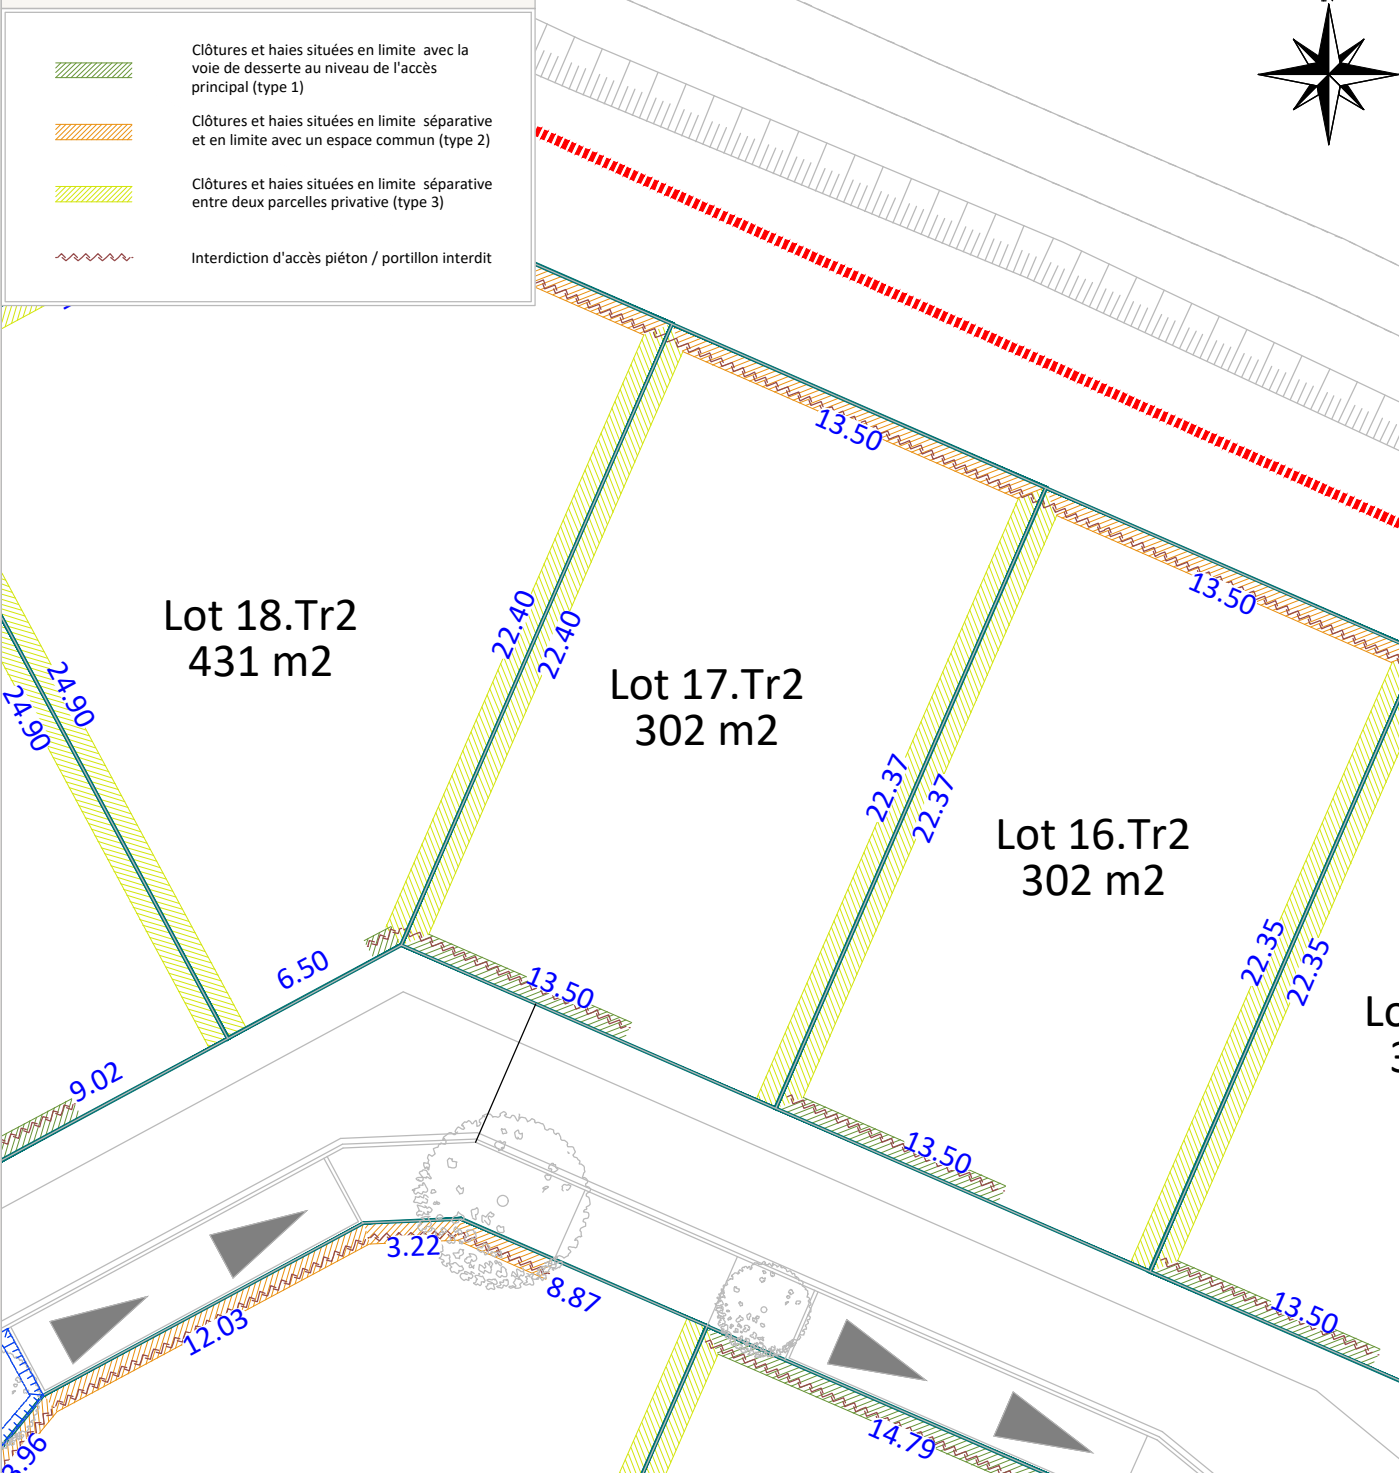 Clôtures et haies situées en limite avec la
voie de desserte au niveau de l'accès
principal (type 1)
Clôtures et haies situées en limite séparative
et en limite avec un espace commun (type 2)
Clôtures et haies situées en limite séparative
entre deux parcelles privative (type 3)
Interdiction d'accès piéton / portillon interdit
13.50
13.50
Lot 18.Tr2
431 m2
22.40
22.40
24.90
24.90
Lot 17.Tr2
302 m2
22.37
22.37
Lot 16.Tr2
302 m2
22.35
22.35
6.50
13.50
9.02
13.50
3.22
8.87
13.50
12.03
14.79